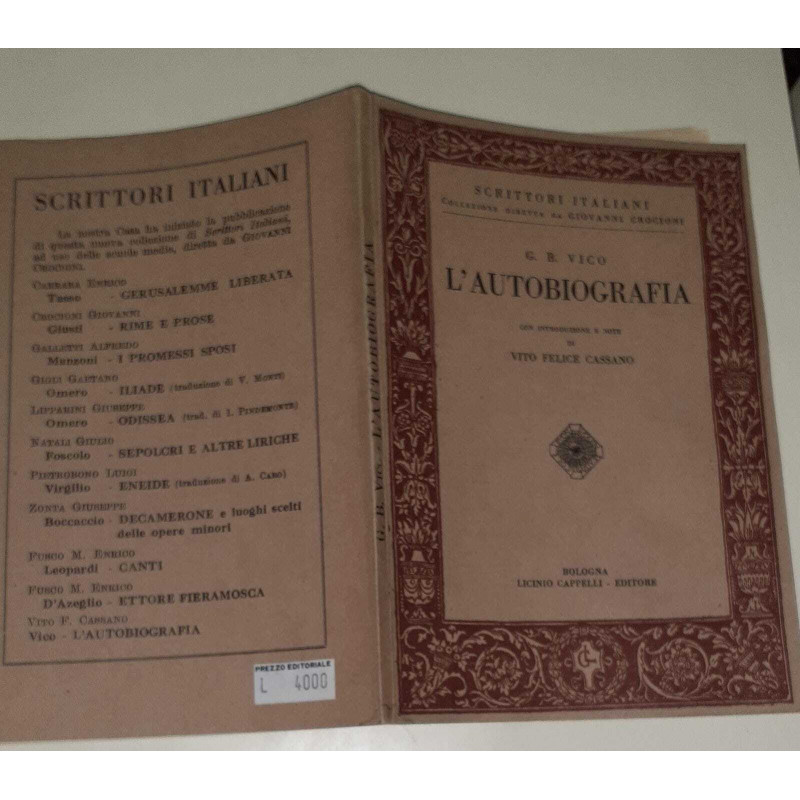 SCRITTORI ITALIANI
La nostra Casa ha iniziato la pubblicazione
di questa nuova collezione di Scrittori Italiani,
ad uso delle scuole medie, diretta da GIOVANNI
CROCIONI.
CARRARA ENRICO
Tasso - GERUSALEMME LIBERATA
CROCIONI GIOVANNI
Giusti - RIME E PROSE
GALLETTI ALFREDO
Manzoni - I PROMESSI SPOSI
GIGLI GAETANO
Omero - ILIADE (traduzione di V. MONTI)
LIPPARINI GIUSEPPE
Omero - ODISSEA (trad. di I. PINDEMONTE)
NATALI GIULIO
Foscolo - SEPOLCRI E ALTRE LIRICHE
PIETROBONO LUIGI
Virgilio - ENEIDE (traduzione di A. CARO)
ZONTA GIUSEPPE
Boccaccio - DECAMERONE e luoghi scelti
delle opere minori
FUSCO M. ENRICO
Leopardi - CANTI
FUSCO M. ENRICO
D'Azeglio - ETTORE FIERAMOSCA
VITO F. CASSANO
Vico - L'AUTOBIOGRAFIA
PREZZO EDITORIALE
L 4000
G. B. VICO - L'AUTOBIOGRAFIA
SCRITTORI ITALIANI
COLLEZIONE DIRETTA DA GIOVANNI CROCIONI
G. B. VICO
L'AUTOBIOGRAFIA
CON INTRODUZIONE E NOTE
DI
VITO FELICE CASSANO
BOLOGNA
LICINIO CAPPELLI - EDITORE